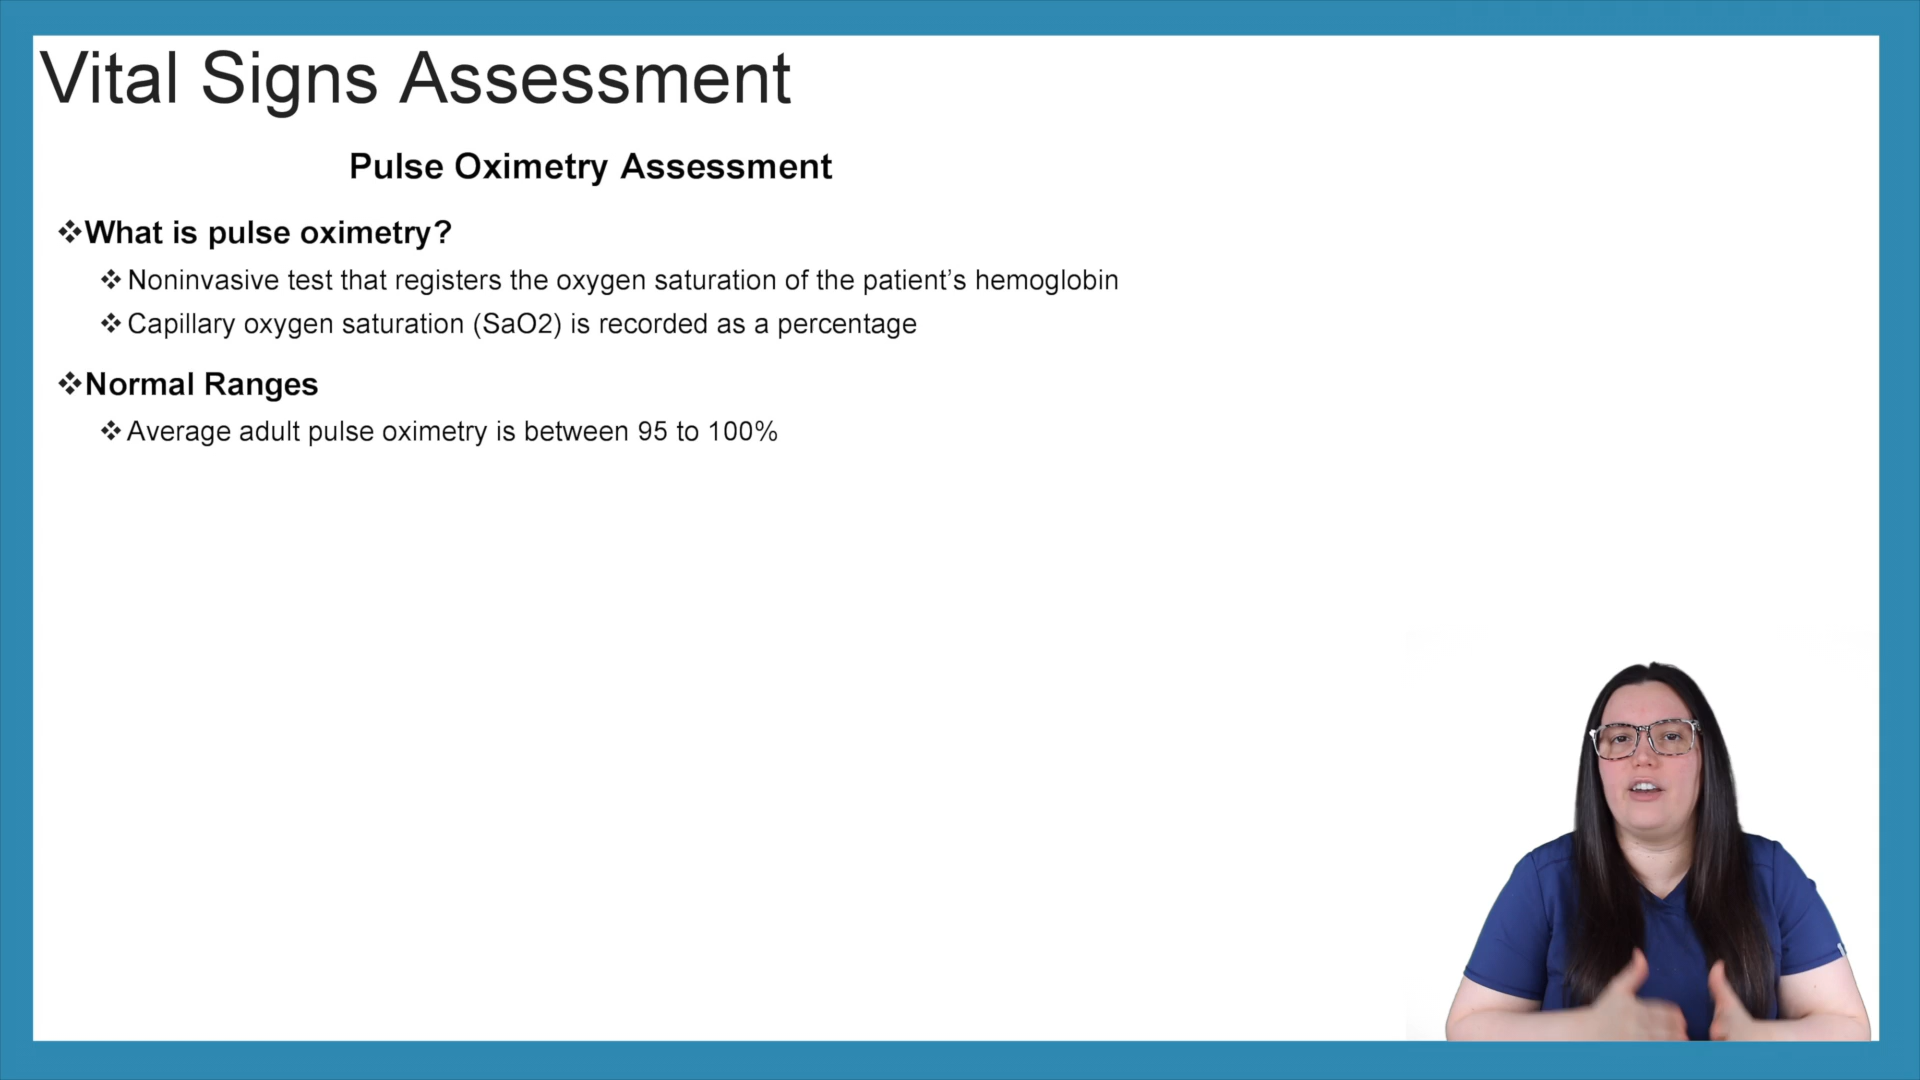 Vital Signs Assessment
Pulse Oximetry Assessment
❖What is pulse oximetry?
❖Noninvasive test that registers the oxygen saturation of the patient’s hemoglobin
❖Capillary oxygen saturation (SaO2) is recorded as a percentage
❖Normal Ranges
❖Average adult pulse oximetry is between 95 to 100%